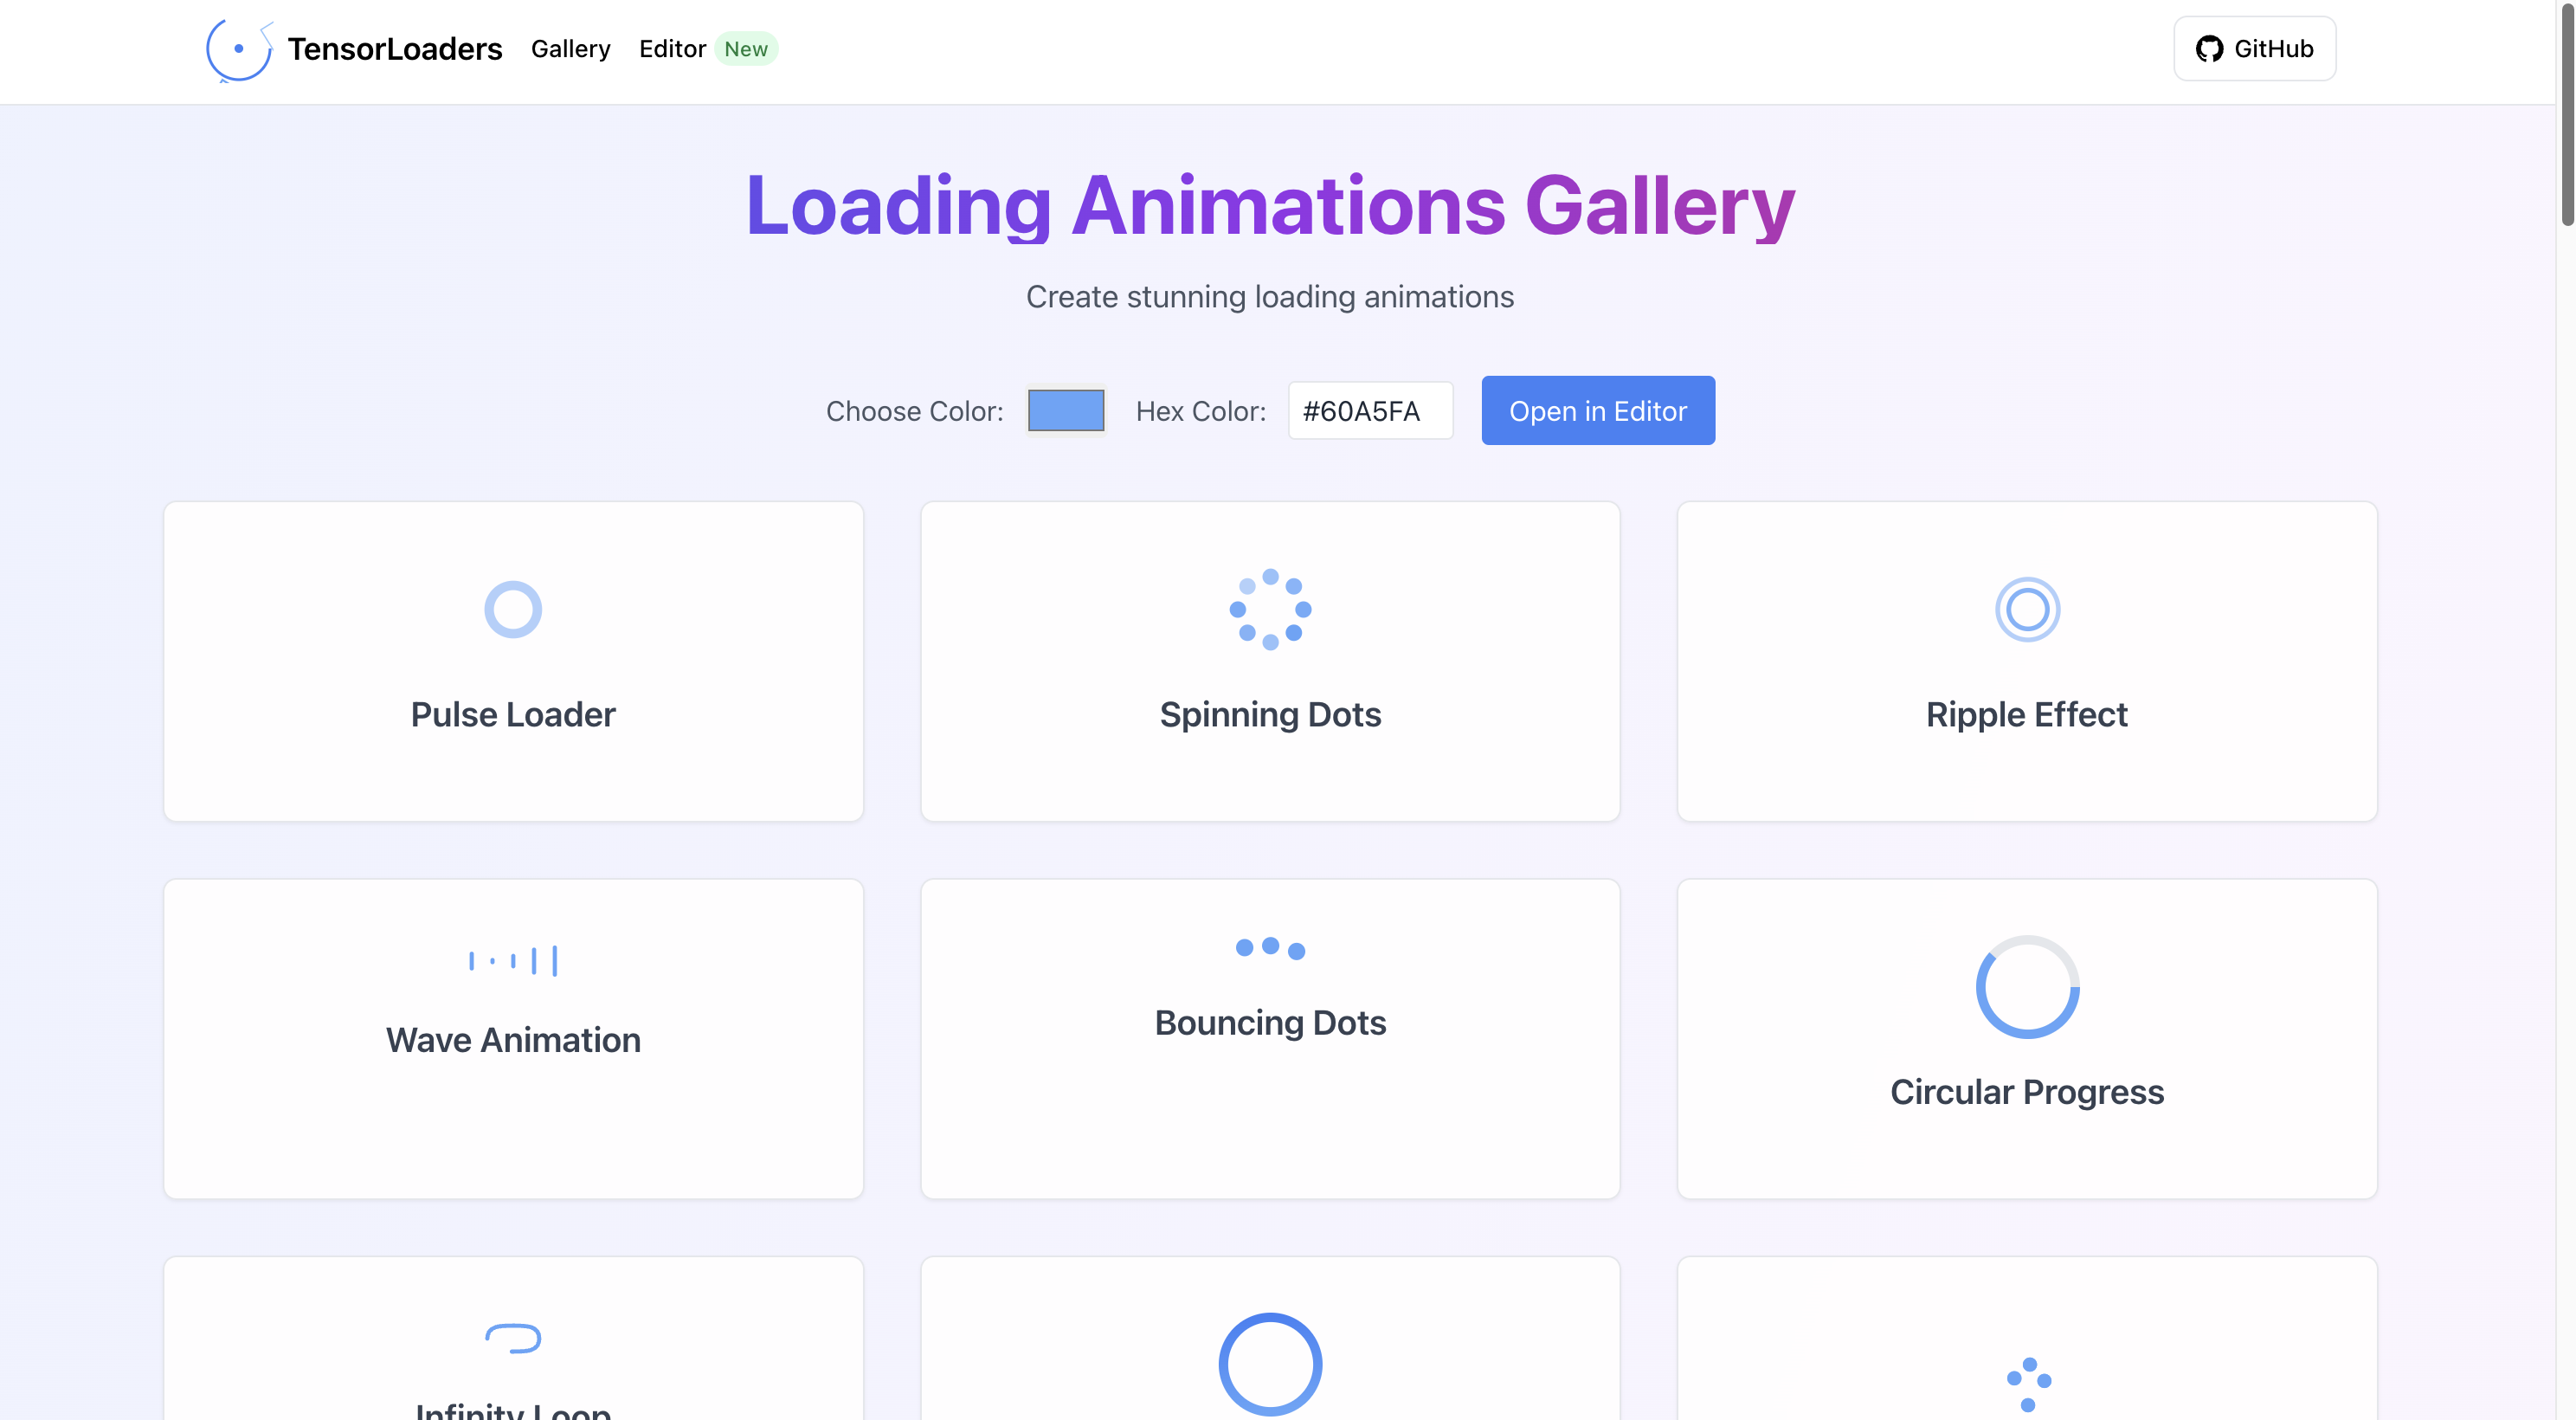 TensorLoaders Gallery Editor New GitHub
Loading Animations Gallery
Create stunning loading animations
Choose Color: Hex Color: #60A5FA Open in Editor
Pulse Loader
Spinning Dots
Ripple Effect
Wave Animation
Bouncing Dots
Circular Progress
Infinity Loop